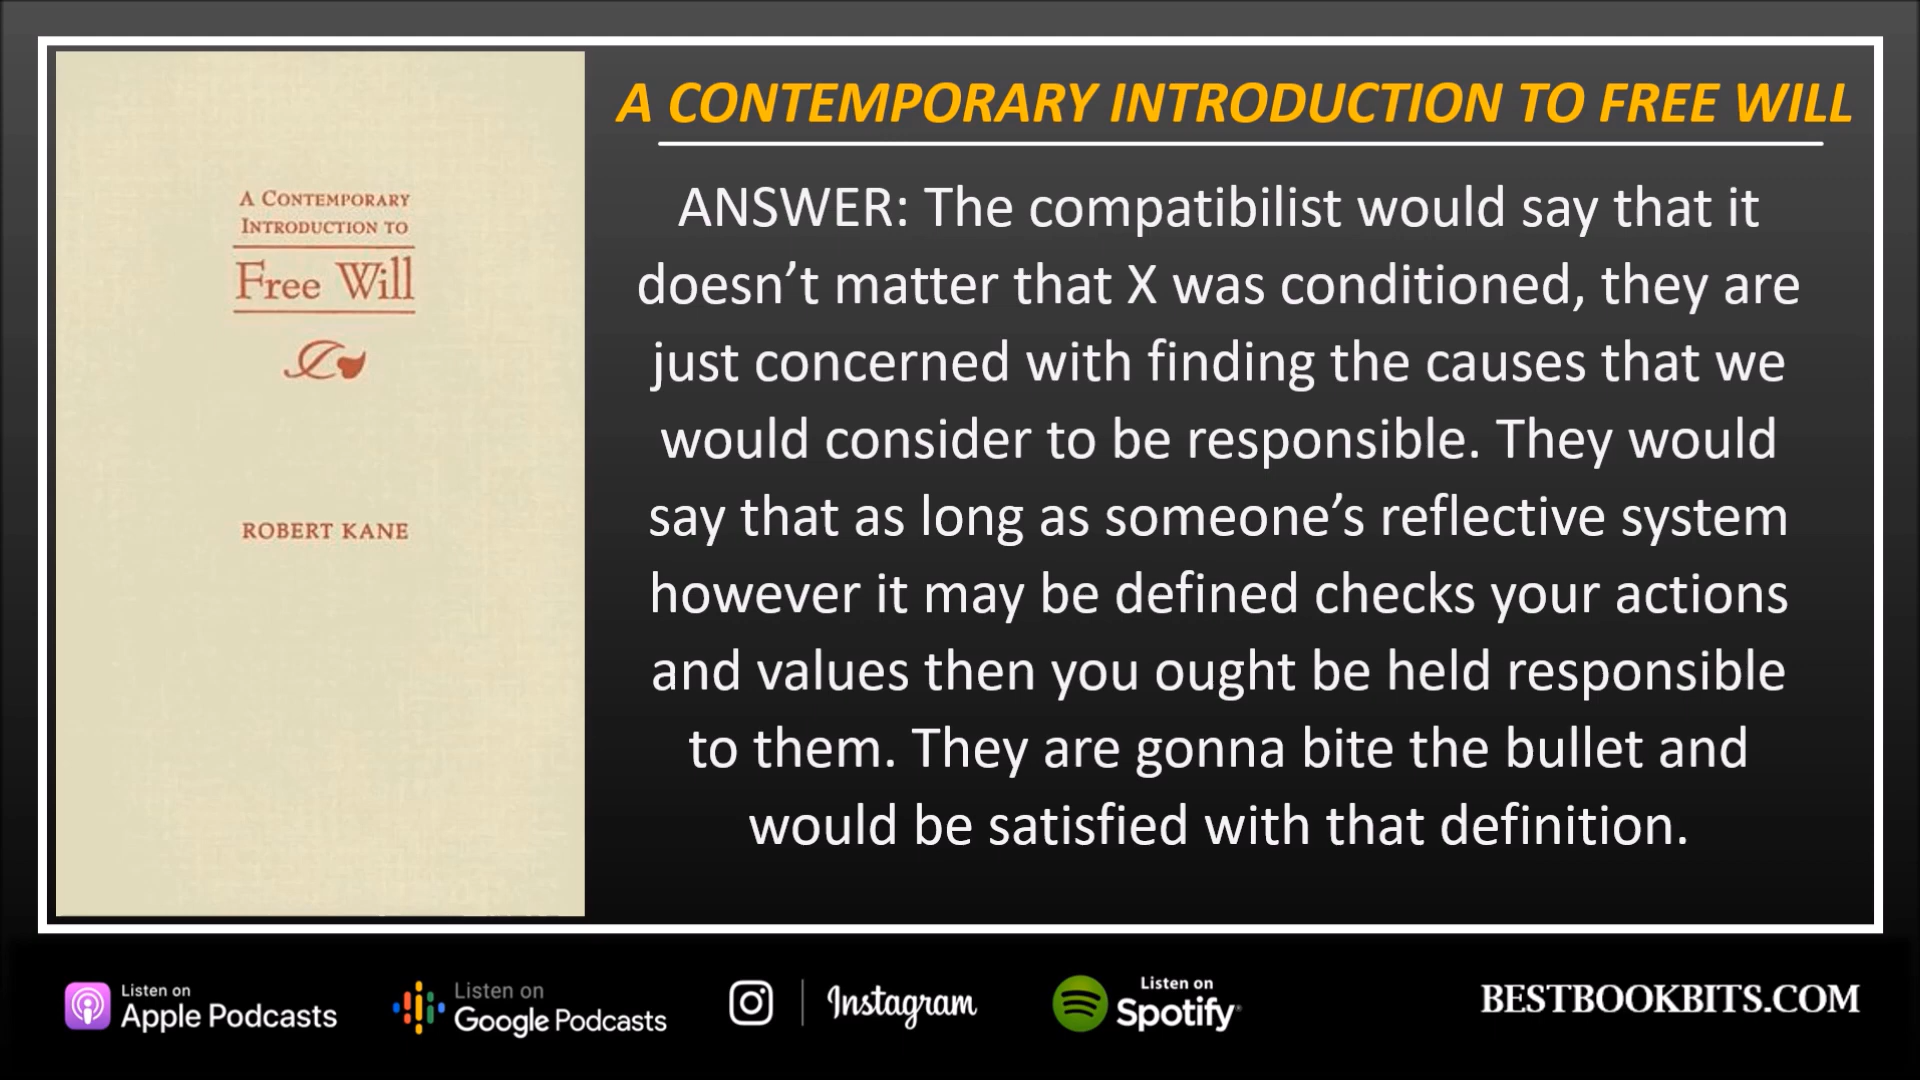 A CONTEMPORARY
INTRODUCTION TO
Free Will
ROBERT KANE
A CONTEMPORARY INTRODUCTION TO FREE WILL
ANSWER: The compatibilist would say that it
doesn’t matter that X was conditioned, they are
just concerned with finding the causes that we
would consider to be responsible. They would
say that as long as someone’s reflective system
however it may be defined checks your actions
and values then you ought be held responsible
to them. They are gonna bite the bullet and
would be satisfied with that definition.
Listen on
Apple Podcasts
Listen on
Google Podcasts
Instagram
Listen on
Spotify
BESTBOOKBITS.COM